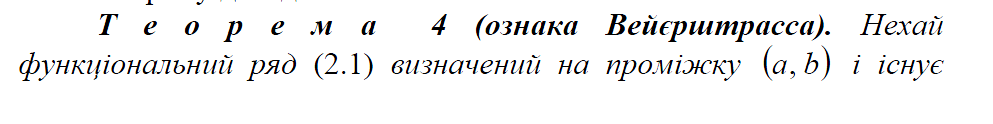 Т е о р е м а 4 (ознака Вейєрштрасса). Нехай
функціональний ряд (2.1) визначений на проміжку (a, b) і існує